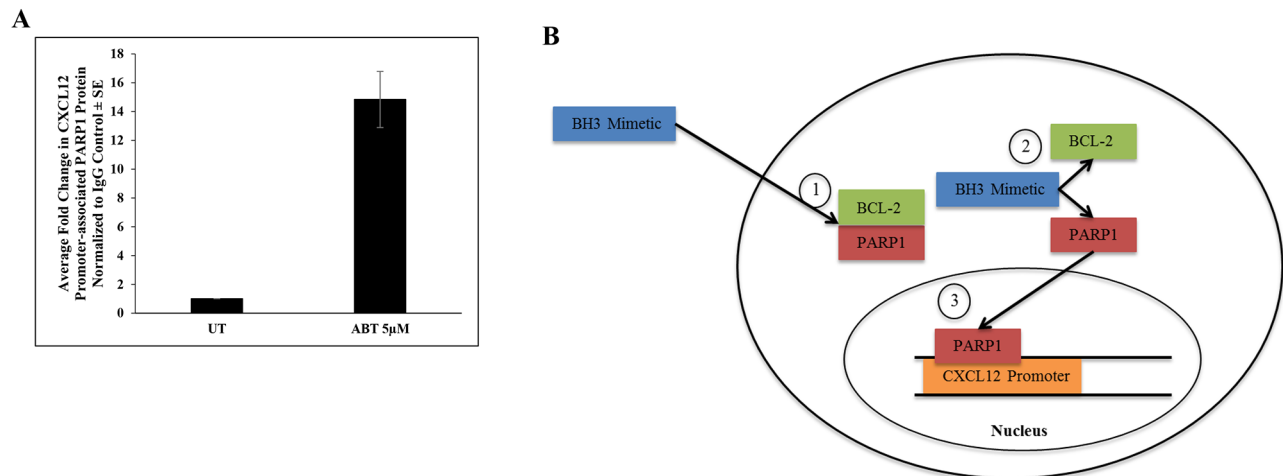 A
Average Fold Change in CXCL12
Promoter-associated PARP1 Protein
Normalized to IgG Control ± SE
18
16
14
12
10
8
6
4
2
0
UT
ABT 5µM
B
BH3 Mimetic
1
BCL-2
PARP1
2
BCL-2
BH3 Mimetic
PARP1
3
PARP1
CXCL12 Promoter
Nucleus